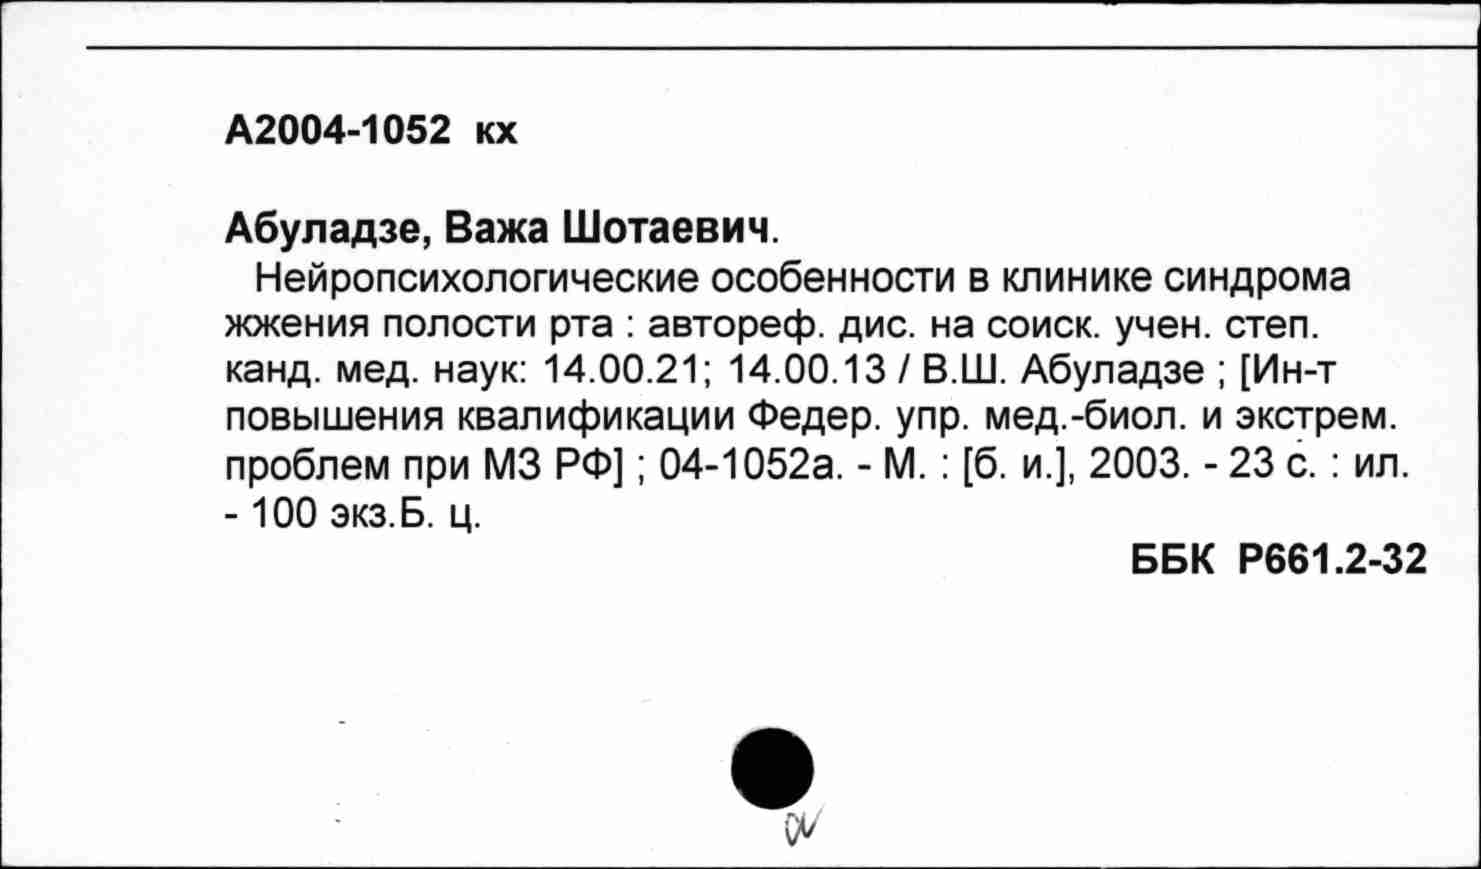 А2004-1052 кх
Абуладзе, Важа Шотаевич.
Нейропсихологические особенности в клинике синдрома
жжения полости рта : автореф. дис. на соиск. учен. степ.
канд. мед. наук: 14.00.21; 14.00.13 / В.Ш. Абуладзе ; [Ин-т
повышения квалификации Федер. упр. мед.-биол. и экстрем.
проблем при МЗ РФ] ; 04-1052а. - М. : [б. и.], 2003. - 23 с. : ил.
- 100 экз.Б. ц.
ББК Р661.2-32